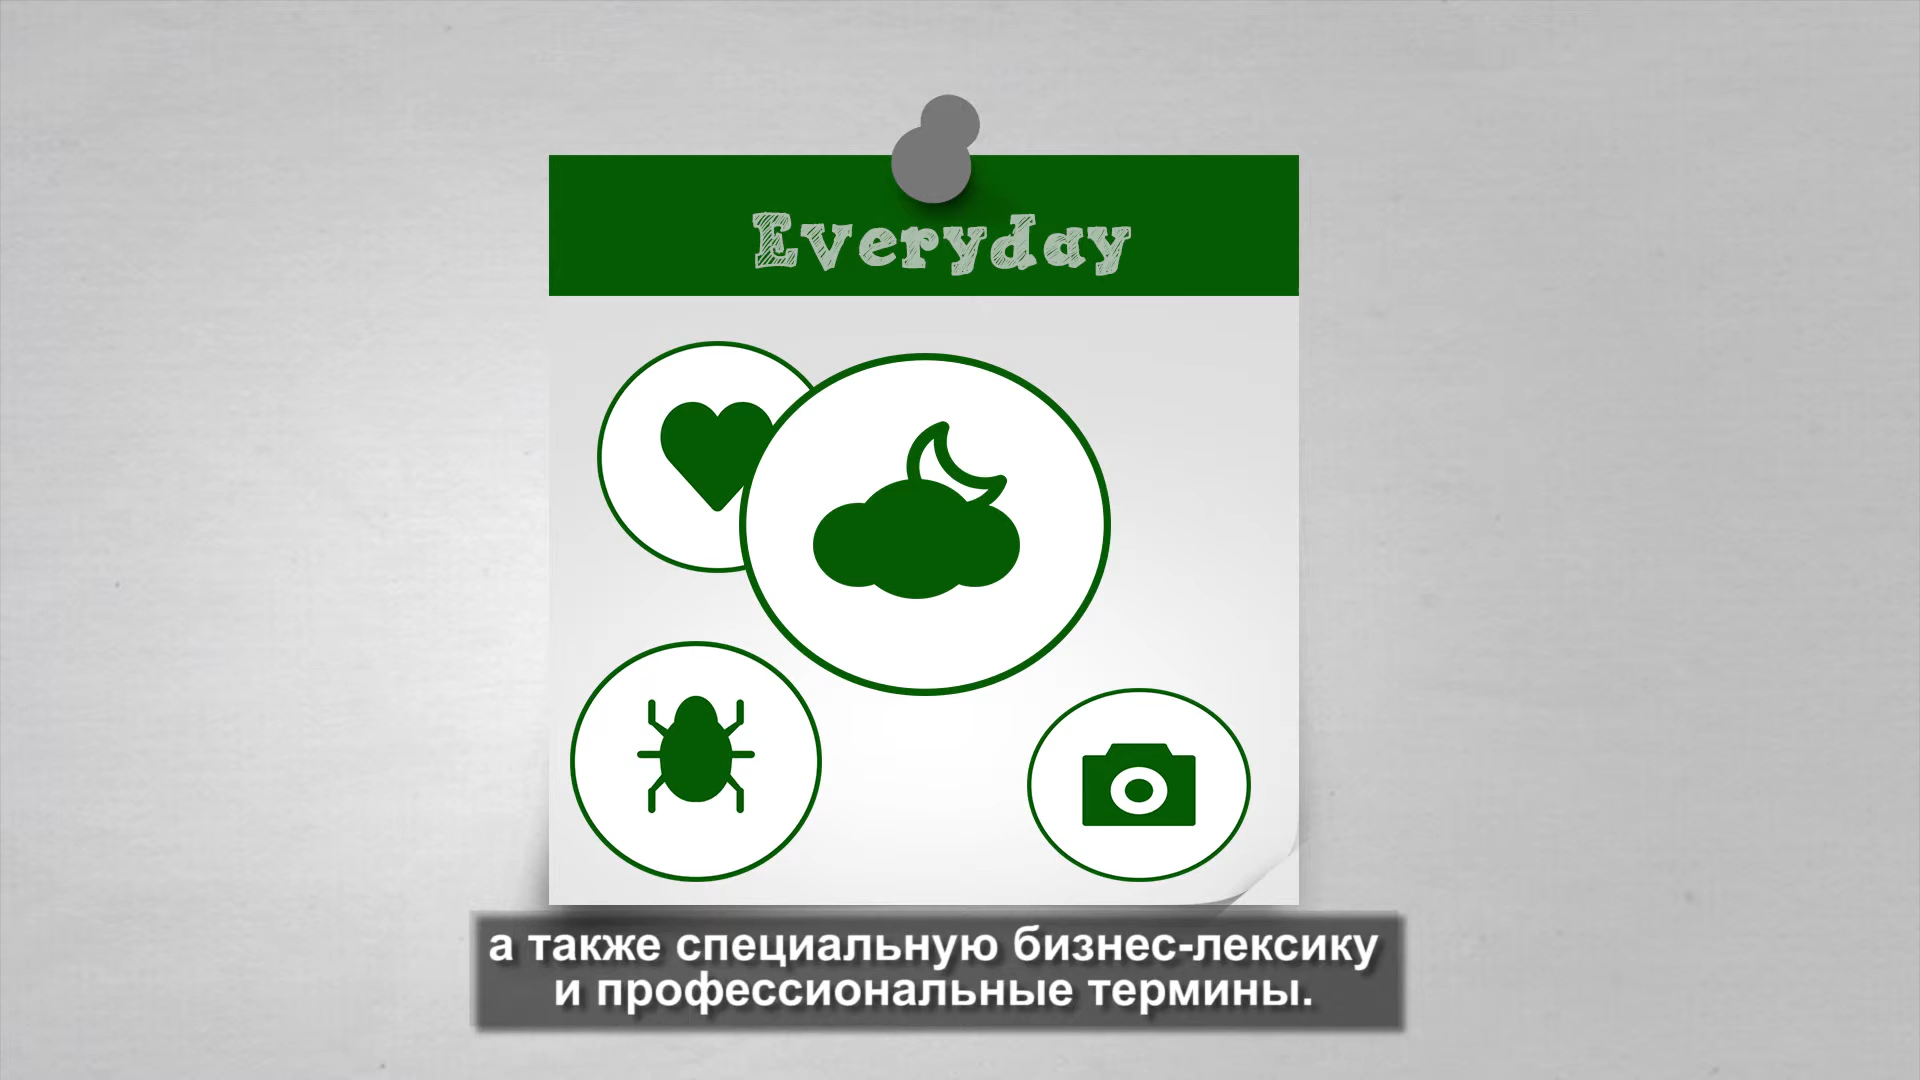 Everyday
а также специальную бизнес-лексику
и профессиональные термины.